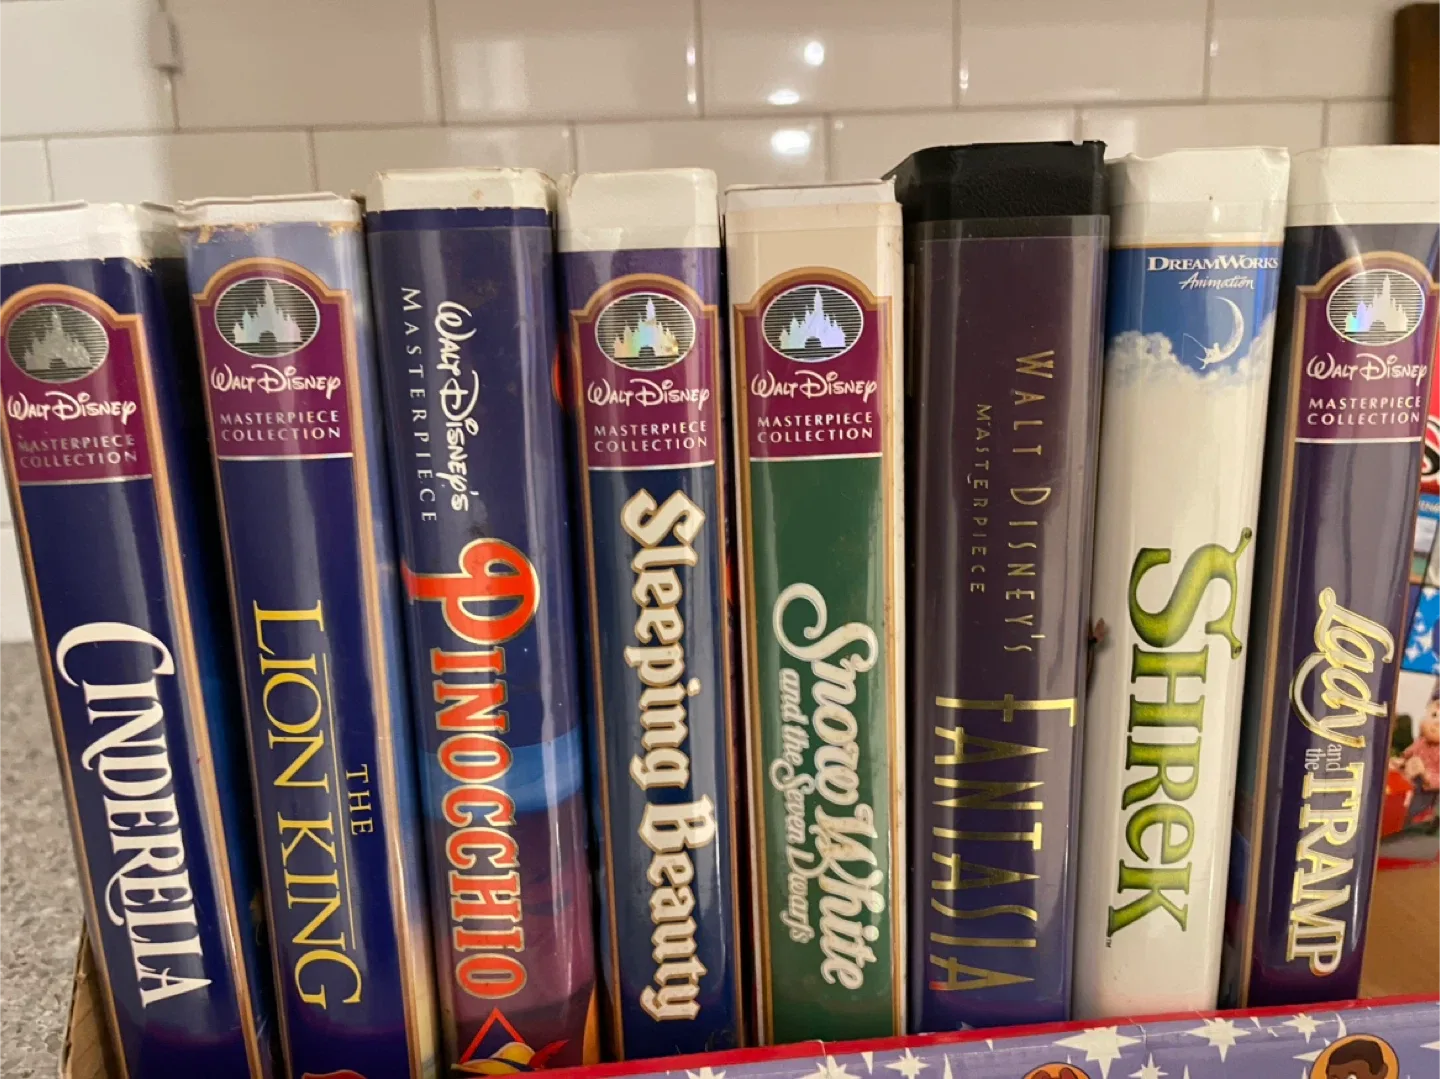 WALT DISNEY
MASTERPIECE
COLLECTION
CINDERELLA
WALT DISNEY
MASTERPIECE
COLLECTION
THE
LION KING
WALT DISNEY'S
MASTERPIECE
PINOCCHIO
WALT DISNEY
MASTERPIECE
COLLECTION
Sleeping Beauty
WALT DISNEY
MASTERPIECE
COLLECTION
Snow White
and the Seven Dwarfs
WALT DISNEY'S
MASTERPIECE
FANTASIA
DREAMWORKS
Animation
SHREK™
WALT DISNEY
MASTERPIECE
COLLECTION
Lady
and
the
TRAMP